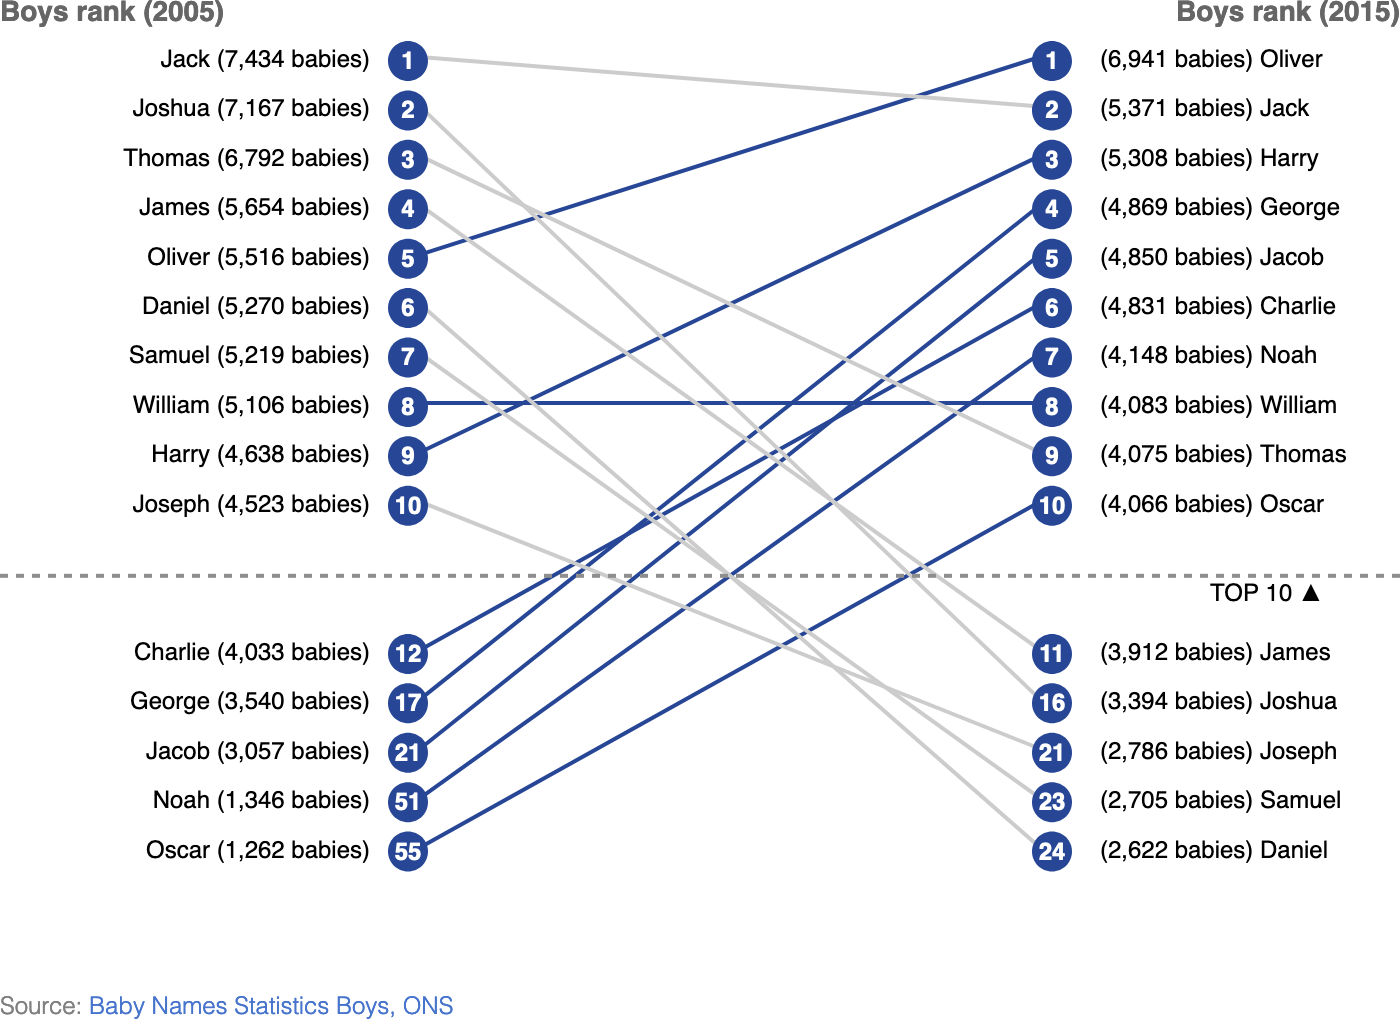 Boys rank (2005)
Boys rank (2015)
Jack (7,434 babies) 1 1 (6,941 babies) Oliver
Joshua (7,167 babies) 2 2 (5,371 babies) Jack
Thomas (6,792 babies) 3 3 (5,308 babies) Harry
James (5,654 babies) 4 4 (4,869 babies) George
Oliver (5,516 babies) 5 5 (4,850 babies) Jacob
Daniel (5,270 babies) 6 6 (4,831 babies) Charlie
Samuel (5,219 babies) 7 7 (4,148 babies) Noah
William (5,106 babies) 8 8 (4,083 babies) William
Harry (4,638 babies) 9 9 (4,075 babies) Thomas
Joseph (4,523 babies) 10 10 (4,066 babies) Oscar
TOP 10 ▲
Charlie (4,033 babies) 12 11 (3,912 babies) James
George (3,540 babies) 17 16 (3,394 babies) Joshua
Jacob (3,057 babies) 21 21 (2,786 babies) Joseph
Noah (1,346 babies) 51 23 (2,705 babies) Samuel
Oscar (1,262 babies) 55 24 (2,622 babies) Daniel
Source: Baby Names Statistics Boys, ONS